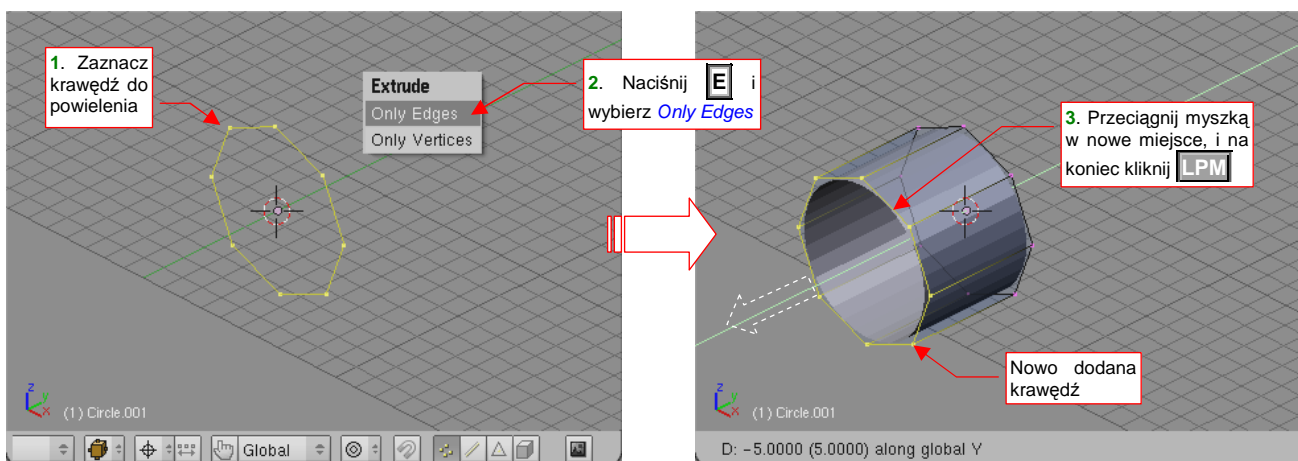 1. Zaznacz
krawędź do
powielenia
Extrude
Only Edges
Only Vertices
2. Naciśnij E i
wybierz Only Edges
z
y
x
(1) Circle.001
Global
3. Przeciągnij myszką
w nowe miejsce, i na
koniec kliknij LPM
Nowo dodana
krawędź
z
y
x
(1) Circle.001
D: -5.0000 (5.0000) along global Y